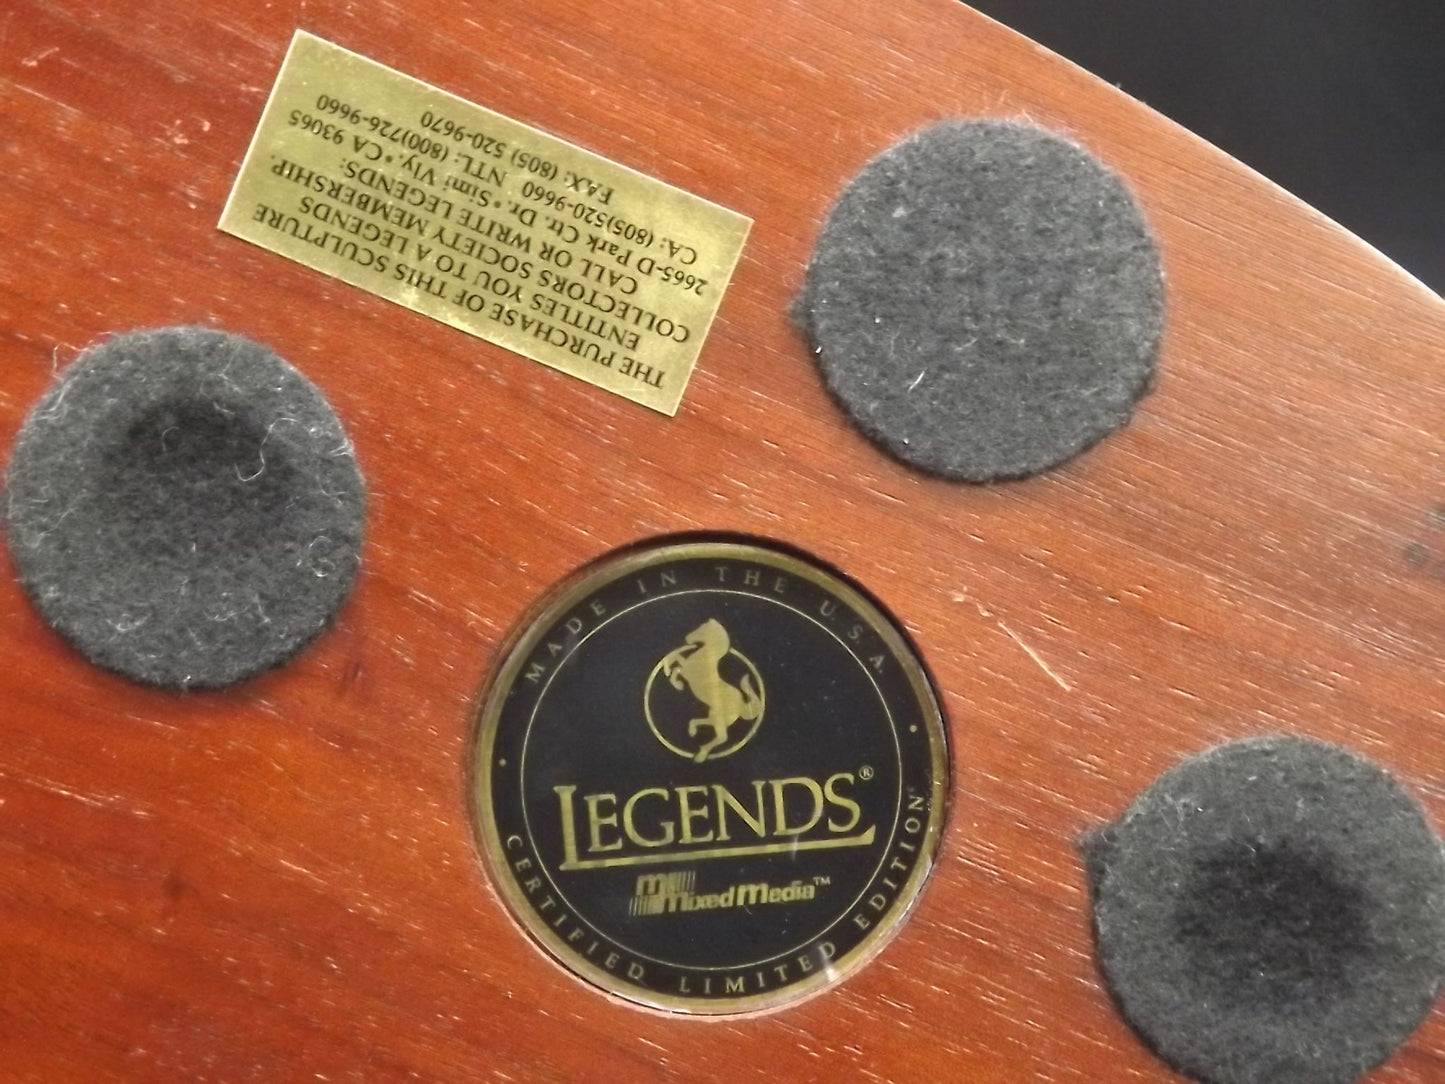 THE PURCHASE OF THIS SCULPTURE
ENTITLES YOU TO A LEGENDS
COLLECTORS SOCIETY MEMBERSHIP.
CALL OR WRITE LEGENDS:
2665-D Park Ctr. Dr. • Simi Vly. • CA 93065
CA: (805)520-9660 NTL: (800)726-9660
FAX: (805) 520-9670
MADE IN THE U.S.A.
LEGENDS®
Mixed Media™
CERTIFIED LIMITED EDITION